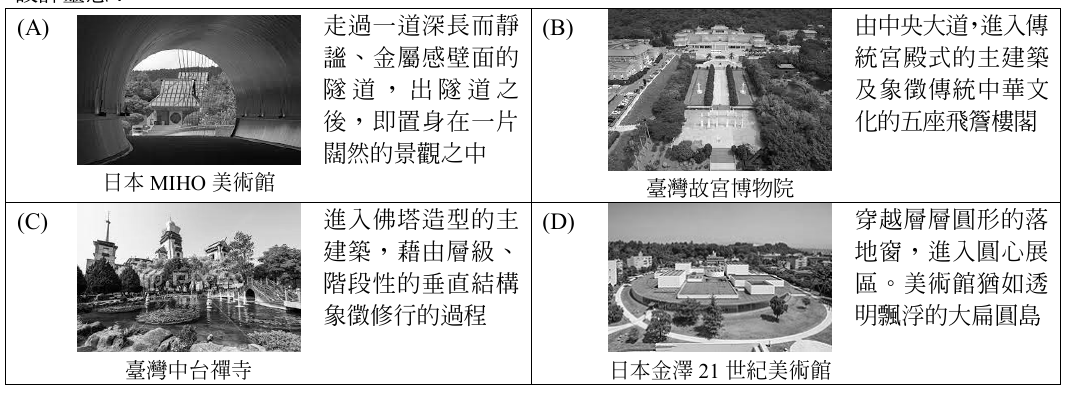 (A)
走過一道深長而靜
謐、金屬感壁面的
隧道，出隧道之
後，即置身在一片
闊然的景觀之中
日本 MIHO 美術館
(B)
由中央大道，進入傳
統宮殿式的主建築
及象徵傳統中華文
化的五座飛簷樓閣
臺灣故宮博物院
(C)
進入佛塔造型的主
建築，藉由層級、
階段性的垂直結構
象徵修行的過程
臺灣中台禪寺
(D)
穿越層層圓形的落
地窗，進入圓心展
區。美術館猶如透
明飄浮的大扁圓島
日本金澤 21 世紀美術館